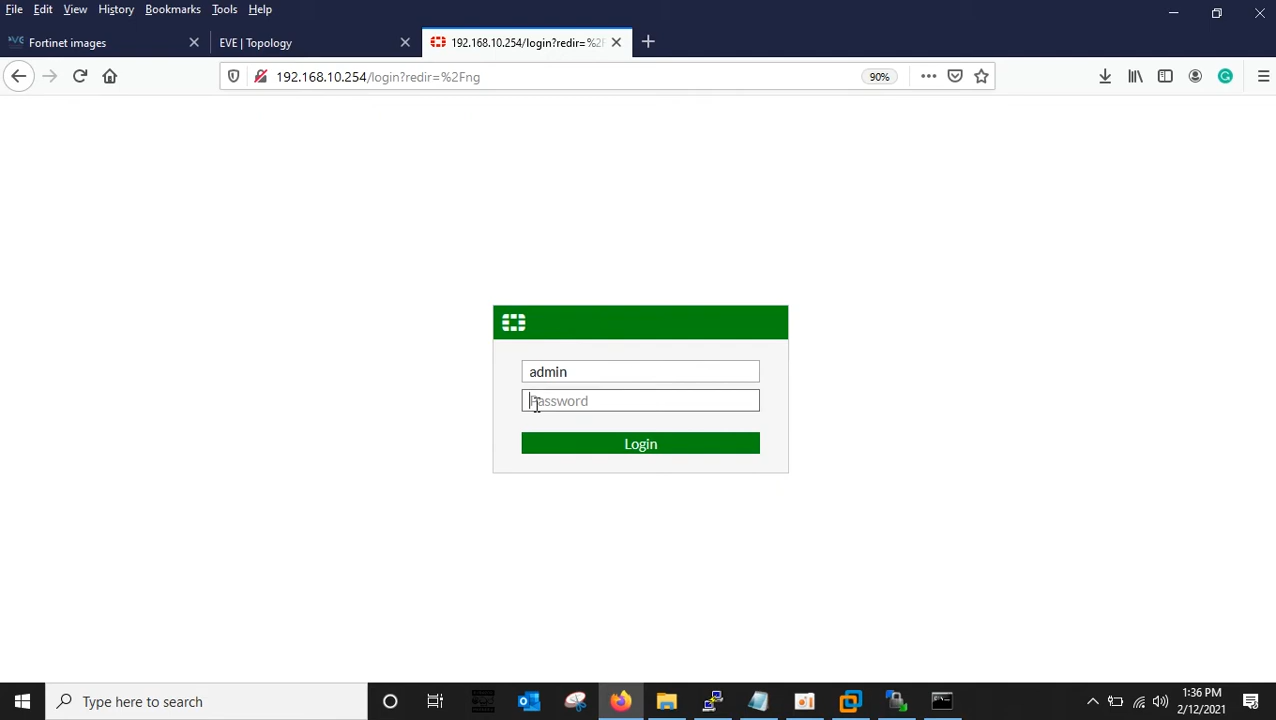 File Edit View History Bookmarks Tools Help
Fortinet images
EVE | Topology
192.168.10.254/login?redir=%2F
192.168.10.254/login?redir=%2Fng
90%
admin
Password
Login
Type here to search
1:36 PM
2/12/2021